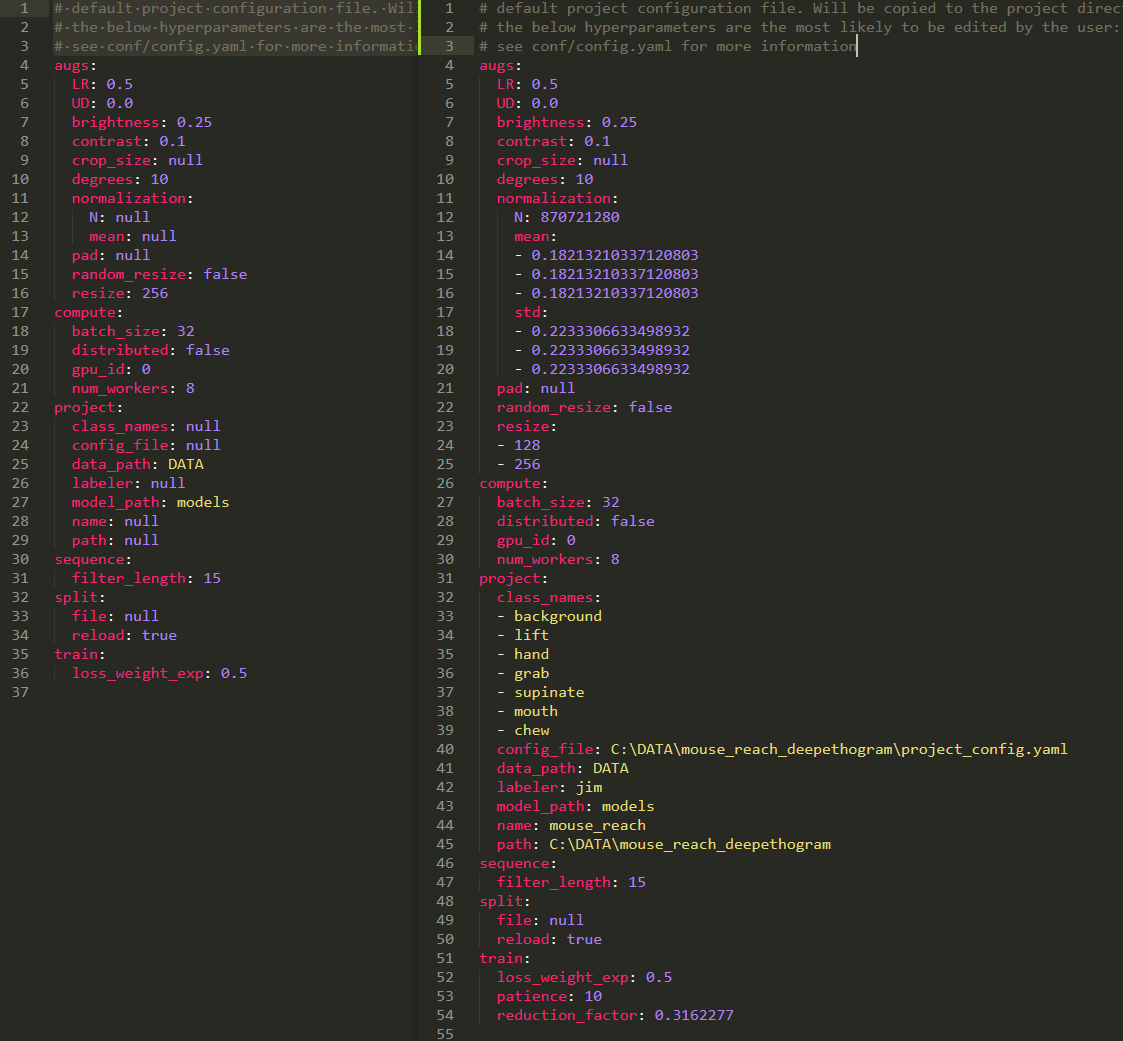 1 # default project configuration file. Wil
2 # the below hyperparameters are the most
3 # see conf/config.yaml for more informatio
4 augs:
5   LR: 0.5
6   UD: 0.0
7   brightness: 0.25
8   contrast: 0.1
9   crop_size: null
10   degrees: 10
11   normalization:
12     N: null
13     mean: null
14   pad: null
15   random_resize: false
16   resize: 256
17 compute:
18   batch_size: 32
19   distributed: false
20   gpu_id: 0
21   num_workers: 8
22 project:
23   class_names: null
24   config_file: null
25   data_path: DATA
26   labeler: null
27   model_path: models
28   name: null
29   path: null
30 sequence:
31   filter_length: 15
32 split:
33   file: null
34   reload: true
35 train:
36   loss_weight_exp: 0.5
37
1 # default project configuration file. Will be copied to the project direc
2 # the below hyperparameters are the most likely to be edited by the user:
3 # see conf/config.yaml for more information
4 augs:
5   LR: 0.5
6   UD: 0.0
7   brightness: 0.25
8   contrast: 0.1
9   crop_size: null
10   degrees: 10
11   normalization:
12     N: 870721280
13     mean:
14     - 0.18213210337120803
15     - 0.18213210337120803
16     - 0.18213210337120803
17     std:
18     - 0.2233306633498932
19     - 0.2233306633498932
20     - 0.2233306633498932
21   pad: null
22   random_resize: false
23   resize:
24   - 128
25   - 256
26 compute:
27   batch_size: 32
28   distributed: false
29   gpu_id: 0
30   num_workers: 8
31 project:
32   class_names:
33   - background
34   - lift
35   - hand
36   - grab
37   - supinate
38   - mouth
39   - chew
40   config_file: C:\DATA\mouse_reach_deepethogram\project_config.yaml
41   data_path: DATA
42   labeler: jim
43   model_path: models
44   name: mouse_reach
45   path: C:\DATA\mouse_reach_deepethogram
46 sequence:
47   filter_length: 15
48 split:
49   file: null
50   reload: true
51 train:
52   loss_weight_exp: 0.5
53   patience: 10
54   reduction_factor: 0.3162277
55